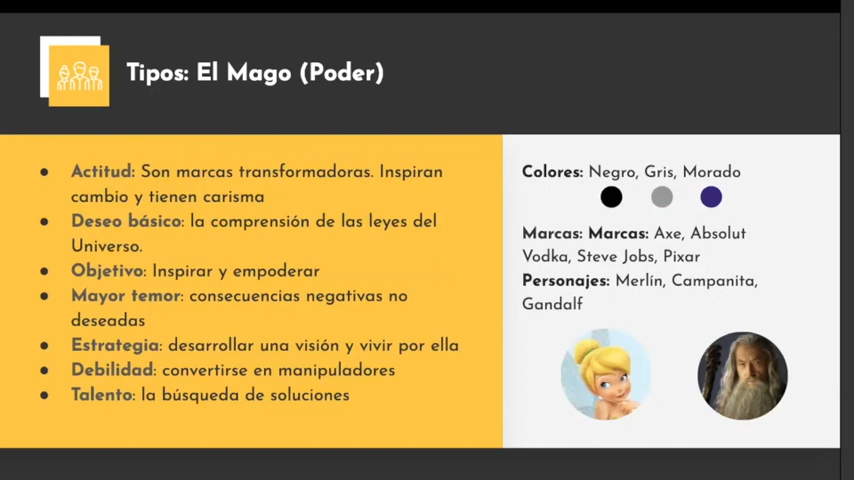 Tipos: El Mago (Poder)
● Actitud: Son marcas transformadoras. Inspiran
cambio y tienen carisma
● Deseo básico: la comprensión de las leyes del
Universo.
● Objetivo: Inspirar y empoderar
● Mayor temor: consecuencias negativas no
deseadas
● Estrategia: desarrollar una visión y vivir por ella
● Debilidad: convertirse en manipuladores
● Talento: la búsqueda de soluciones
Colores: Negro, Gris, Morado
Marcas: Marcas: Axe, Absolut
Vodka, Steve Jobs, Pixar
Personajes: Merlín, Campanita,
Gandalf